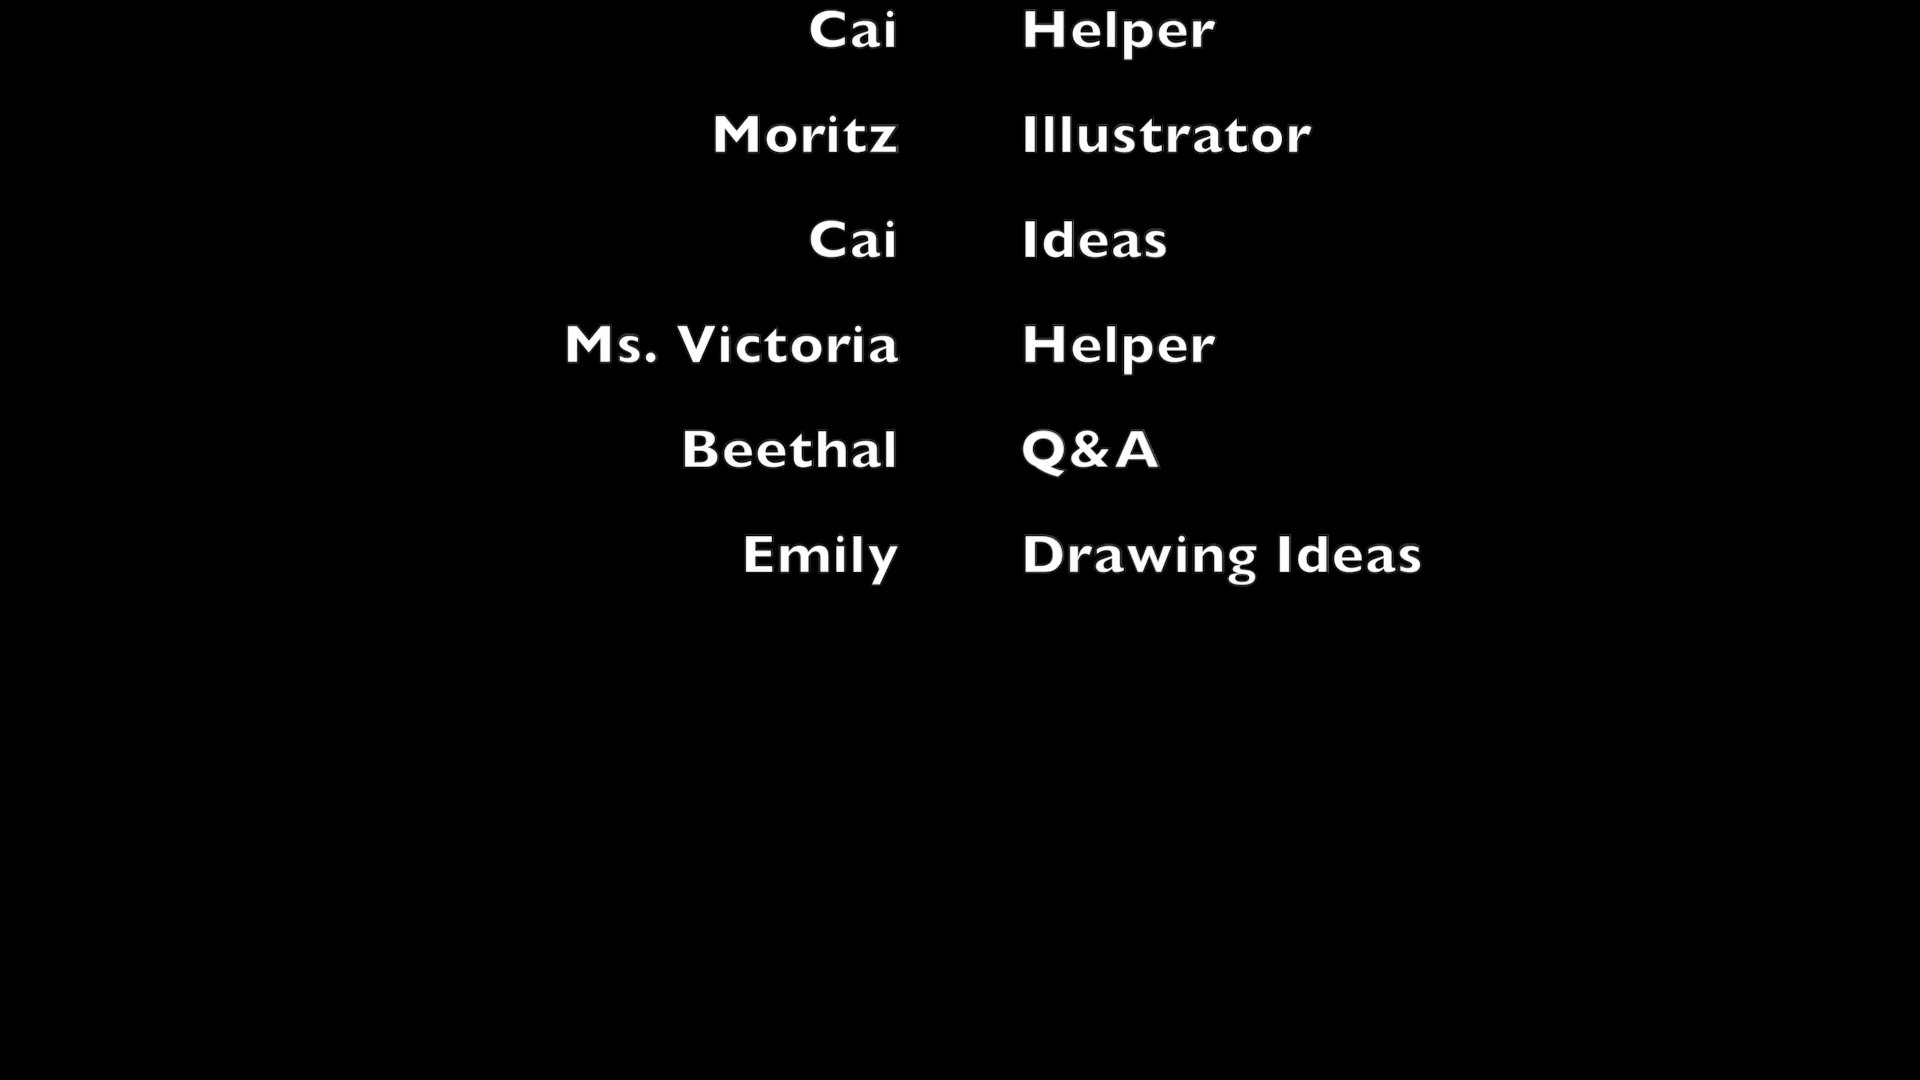 Cai Helper
Moritz Illustrator
Cai Ideas
Ms. Victoria Helper
Beethal Q&A
Emily Drawing Ideas